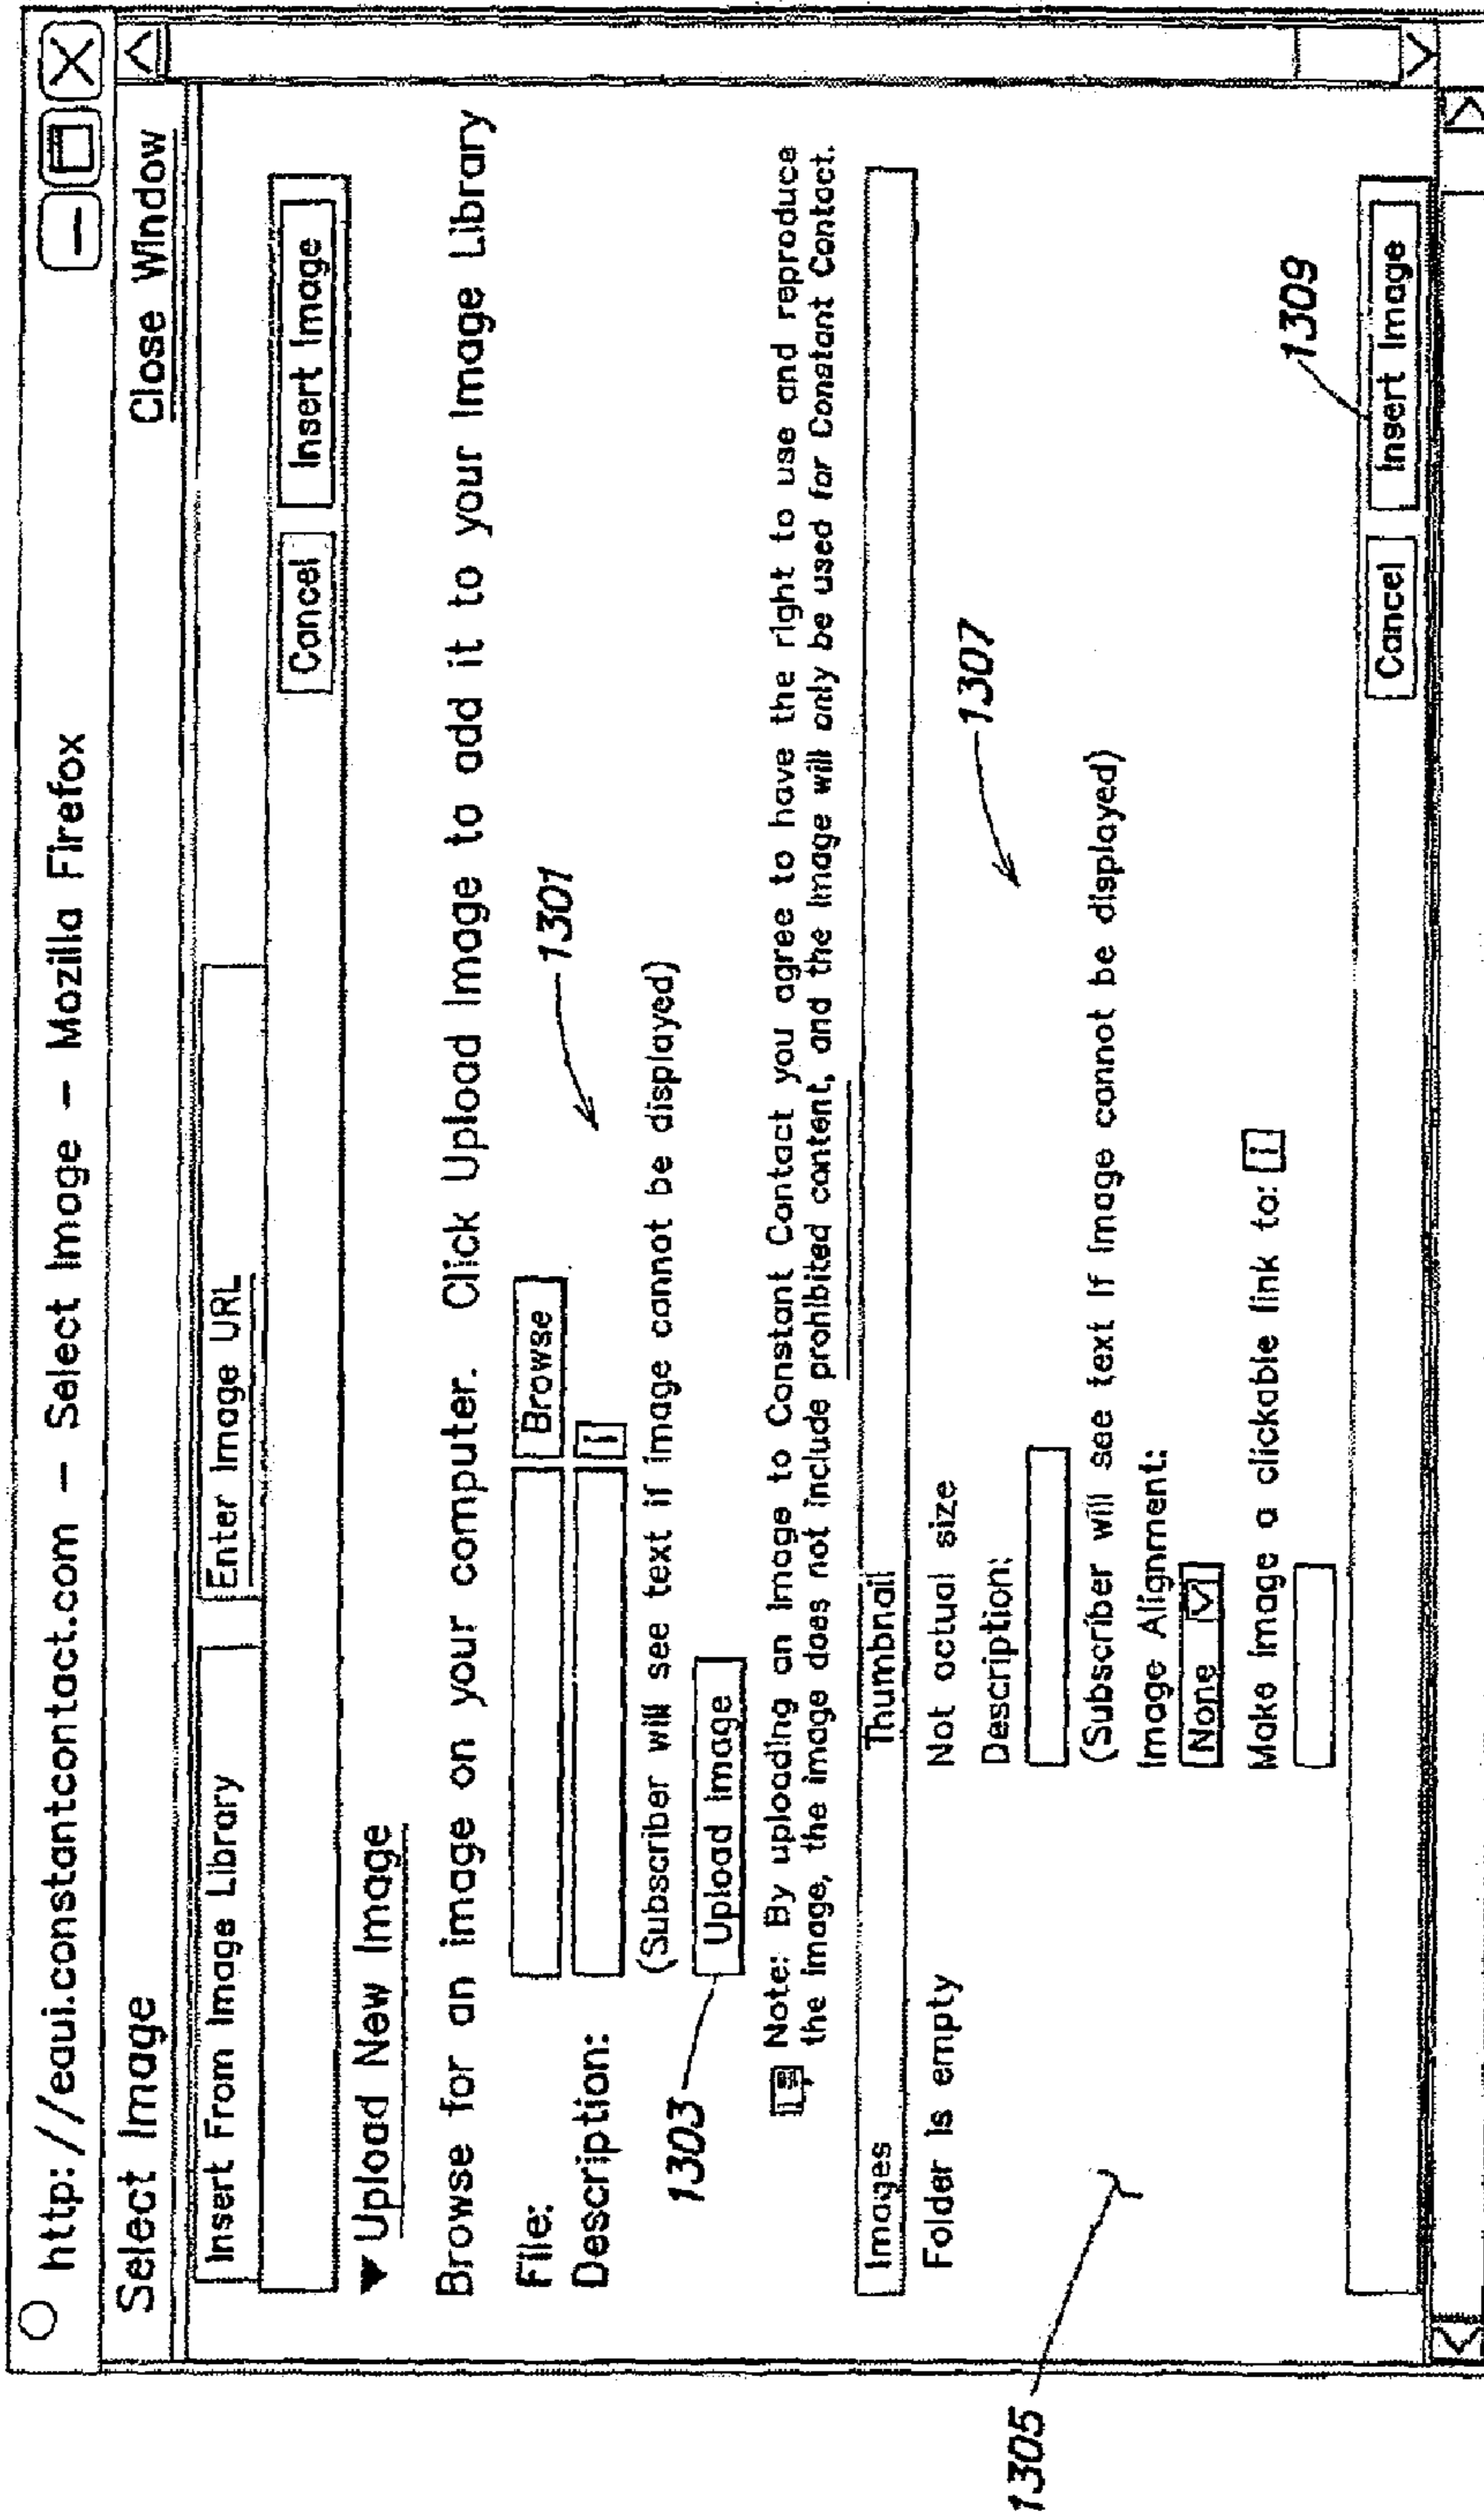 http://eaui.constantcontact.com – Select Image – Mozilla Firefox
Select Image
Close Window
Insert From Image Library
Enter Image URL
Cancel
Insert Image
Upload New Image
Browse for an image on your computer. Click Upload Image to add it to your Image Library
File:
Browse
1301
Description:
i
(Subscriber will see text if image cannot be displayed)
1303
Upload Image
Note: By uploading an image to Constant Contact you agree to have the right to use and reproduce
the image, the image does not include prohibited content, and the image will only be used for Constant Contact.
Images
Thumbnail
Folder is empty
Not actual size
1307
Description:
(Subscriber will see text if image cannot be displayed)
1305
Image Alignment:
None
Make image a clickable link to:
i
1309
Cancel
Insert Image